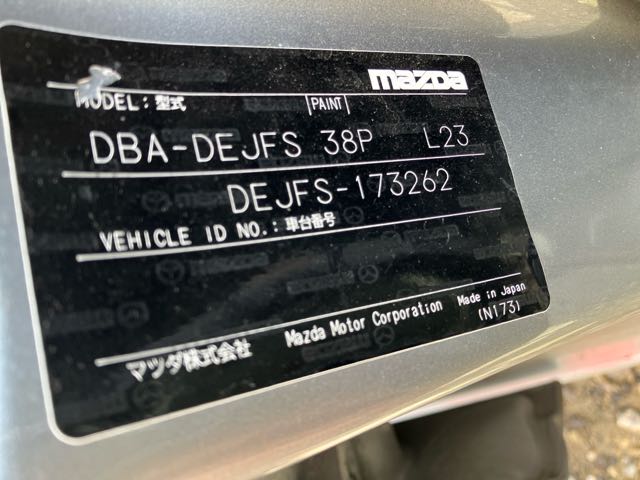 mazda
MODEL: 型式 |PAINT|
DBA-DEJFS 38P L23
DEJFS-173262
VEHICLE ID NO.: 車台番号
マツダ株式会社 Mazda Motor Corporation Made in Japan
(N173)